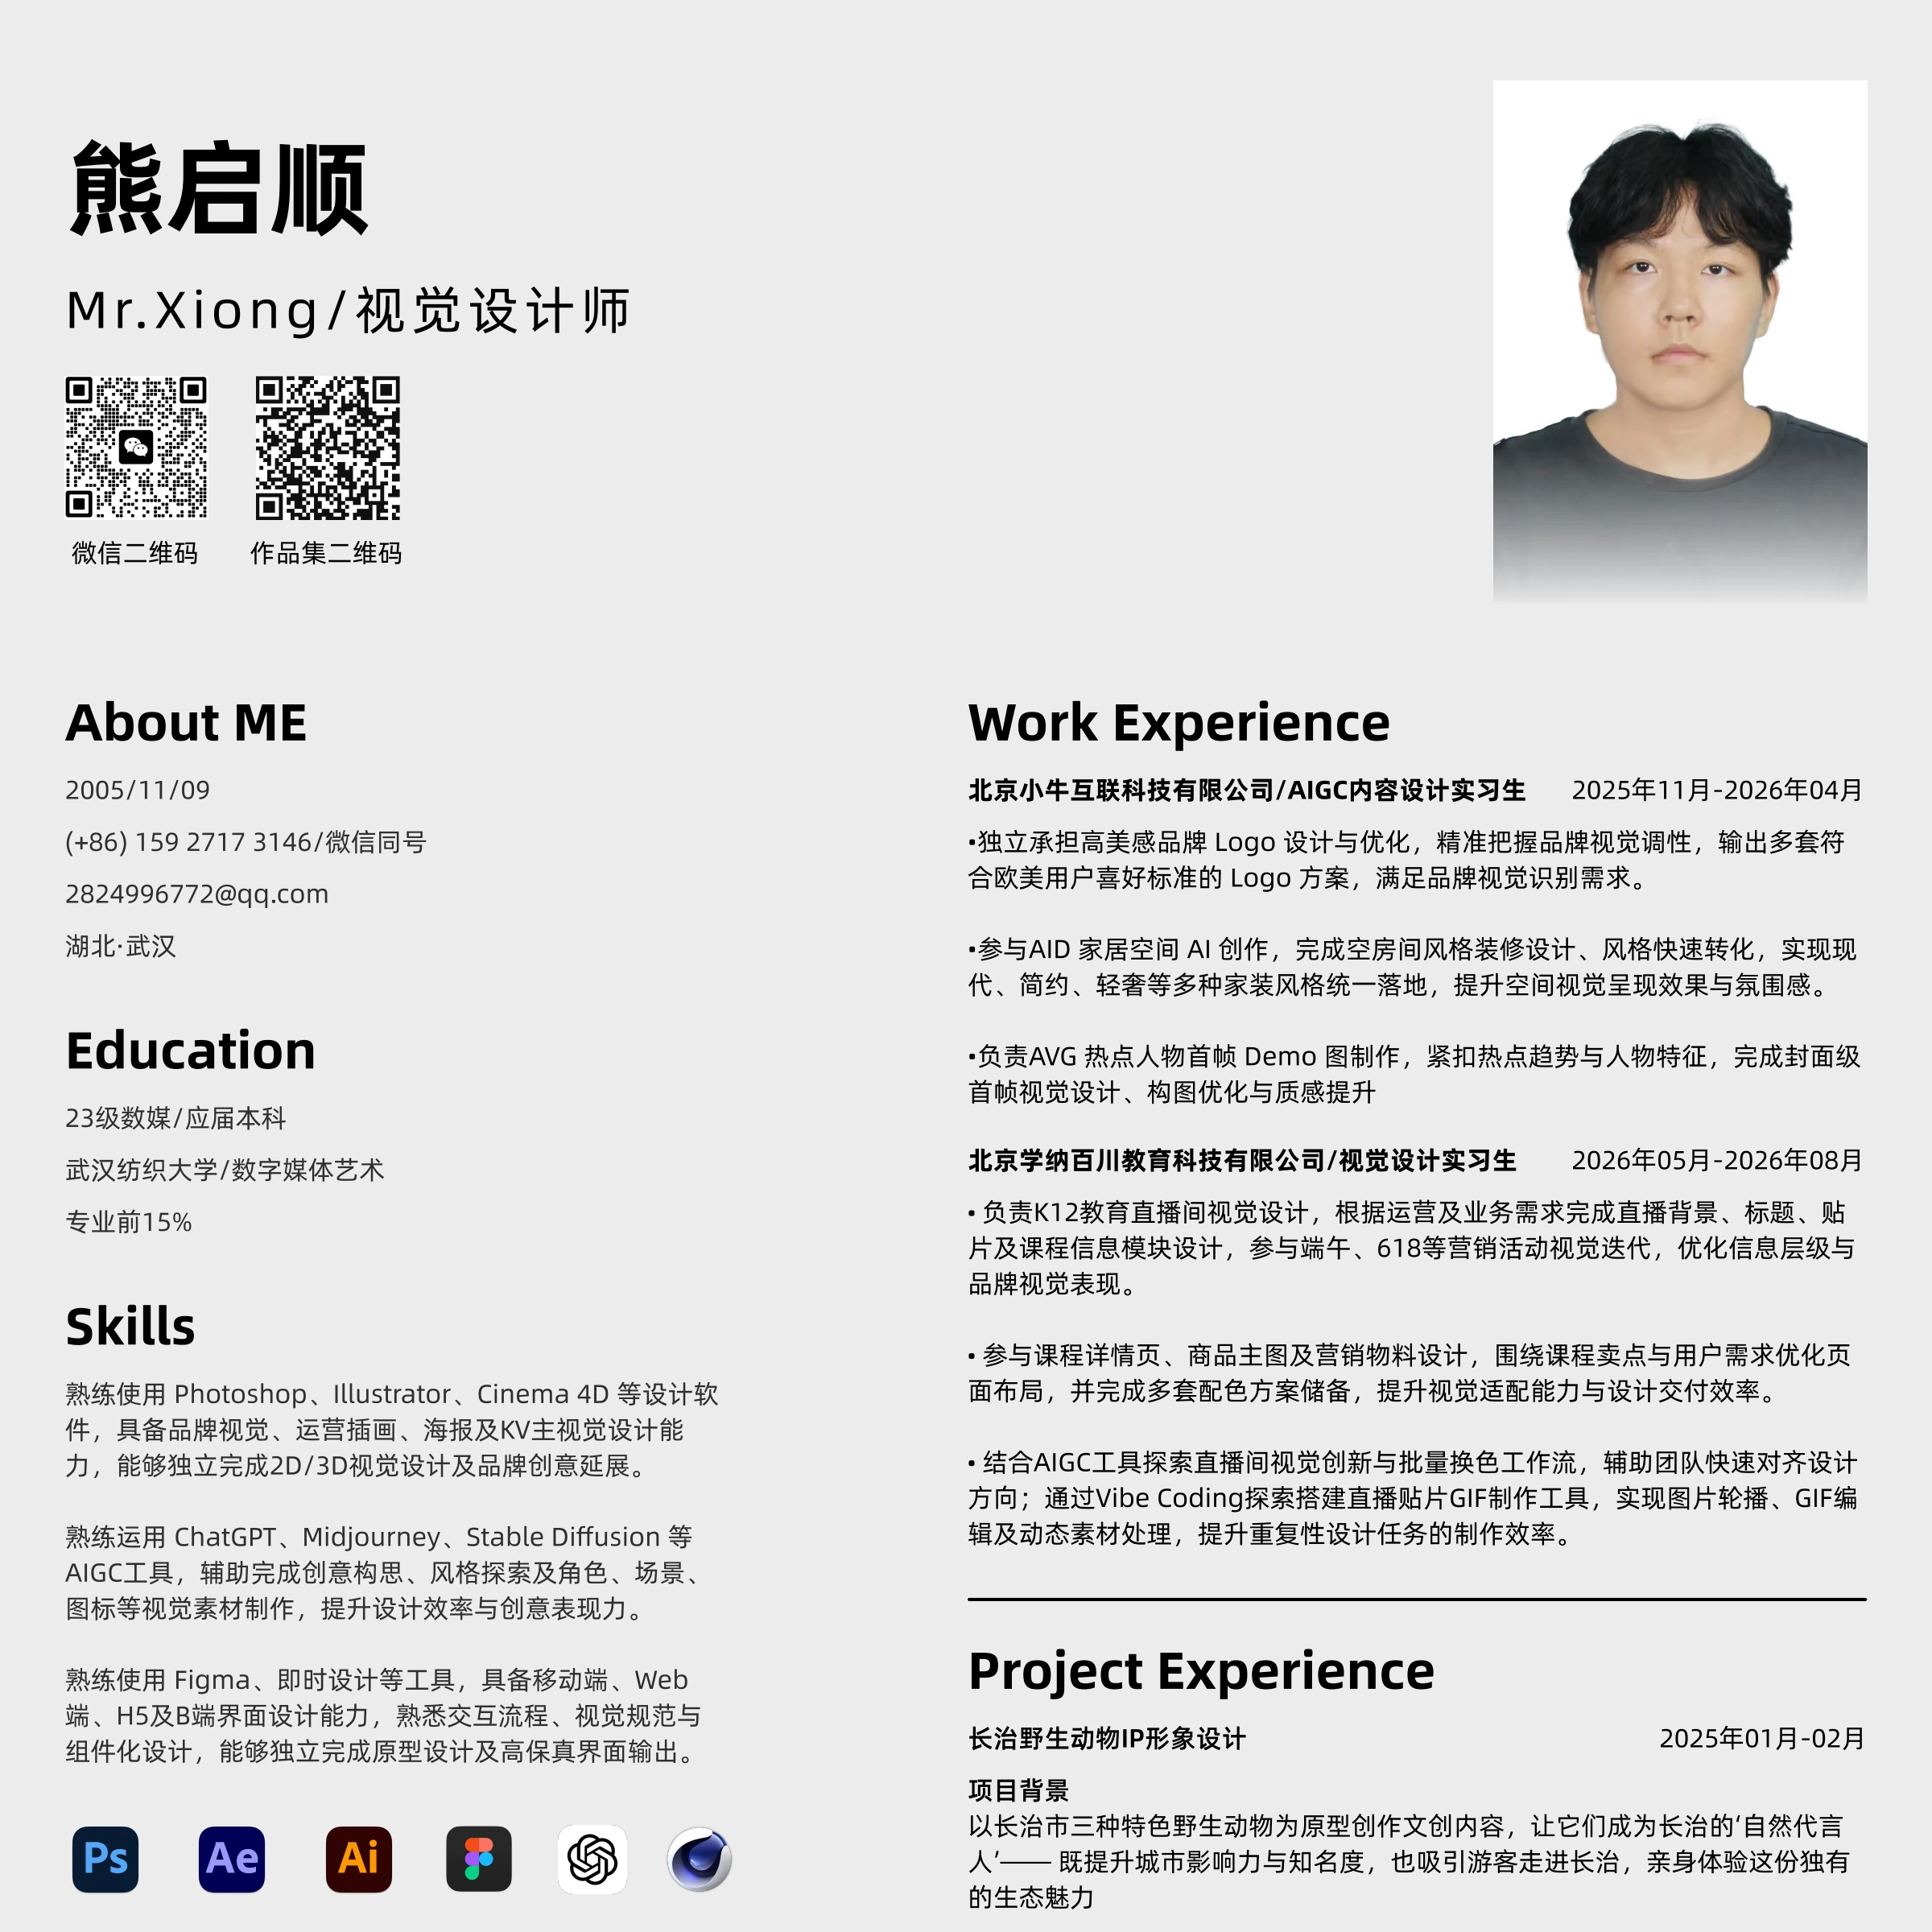 熊启顺
Mr.Xiong/视觉设计师
微信二维码
作品集二维码
About ME
2005/11/09
(+86) 159 2717 3146/微信同号
2824996772@qq.com
湖北·武汉
Education
23级数媒/应届本科
武汉纺织大学/数字媒体艺术
专业前15%
Skills
熟练使用 Photoshop、Illustrator、Cinema 4D 等设计软
件，具备品牌视觉、运营插画、海报及KV主视觉设计能
力，能够独立完成2D/3D视觉设计及品牌创意延展。
熟练运用 ChatGPT、Midjourney、Stable Diffusion 等
AIGC工具，辅助完成创意构思、风格探索及角色、场景、
图标等视觉素材制作，提升设计效率与创意表现力。
熟练使用 Figma、即时设计等工具，具备移动端、Web
端、H5及B端界面设计能力，熟悉交互流程、视觉规范与
组件化设计，能够独立完成原型设计及高保真界面输出。
Ps
Ae
Ai
Work Experience
北京小牛互联科技有限公司/AIGC内容设计实习生 2025年11月-2026年04月
•独立承担高美感品牌 Logo 设计与优化，精准把握品牌视觉调性，输出多套符
合欧美用户喜好标准的 Logo 方案，满足品牌视觉识别需求。
•参与AID 家居空间 AI 创作，完成空房间风格装修设计、风格快速转化，实现现
代、简约、轻奢等多种家装风格统一落地，提升空间视觉呈现效果与氛围感。
•负责AVG 热点人物首帧 Demo 图制作，紧扣热点趋势与人物特征，完成封面级
首帧视觉设计、构图优化与质感提升
北京学纳百川教育科技有限公司/视觉设计实习生 2026年05月-2026年08月
• 负责K12教育直播间视觉设计，根据运营及业务需求完成直播背景、标题、贴
片及课程信息模块设计，参与端午、618等营销活动视觉迭代，优化信息层级与
品牌视觉表现。
• 参与课程详情页、商品主图及营销物料设计，围绕课程卖点与用户需求优化页
面布局，并完成多套配色方案储备，提升视觉适配能力与设计交付效率。
• 结合AIGC工具探索直播间视觉创新与批量换色工作流，辅助团队快速对齐设计
方向；通过Vibe Coding探索搭建直播贴片GIF制作工具，实现图片轮播、GIF编
辑及动态素材处理，提升重复性设计任务的制作效率。
Project Experience
长治野生动物IP形象设计 2025年01月-02月
项目背景
以长治市三种特色野生动物为原型创作文创内容，让它们成为长治的‘自然代言
人’—— 既提升城市影响力与知名度，也吸引游客走进长治，亲身体验这份独有
的生态魅力